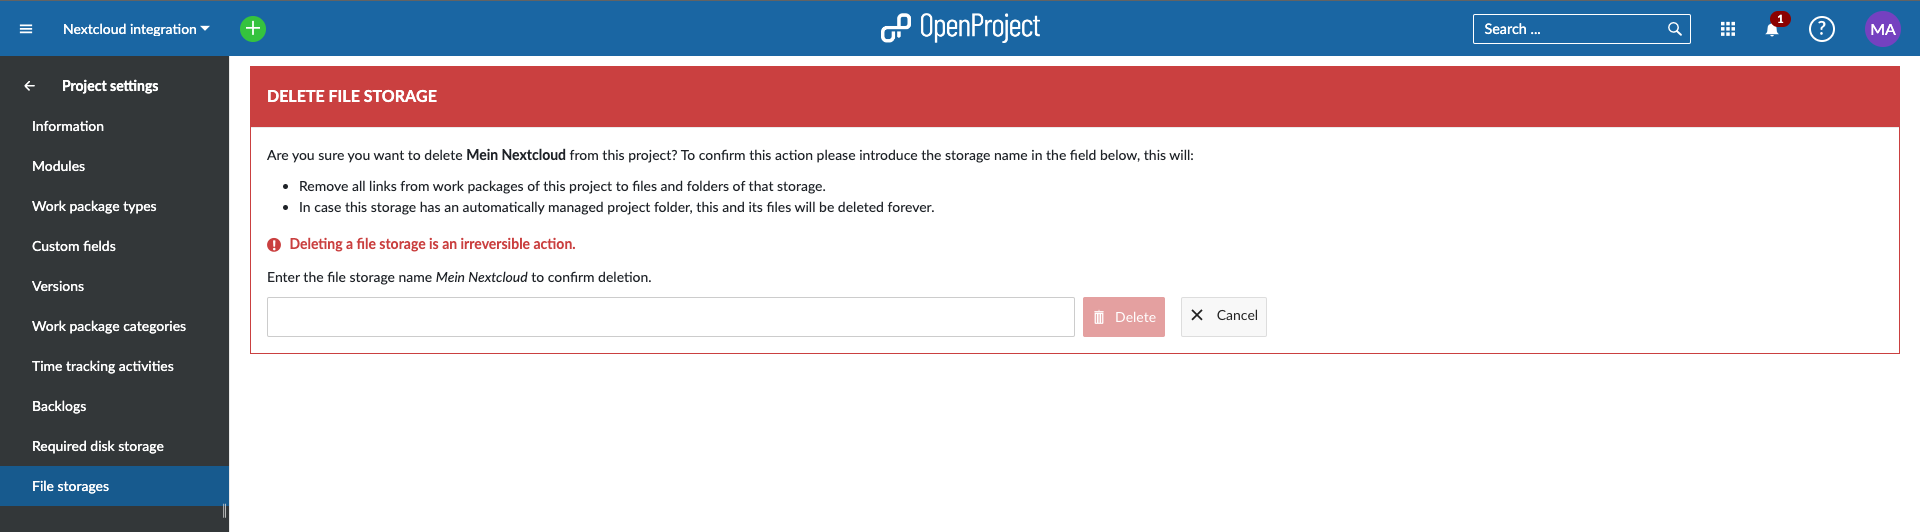 Nextcloud integration
OpenProject
Search ...
1
?
MA
Project settings
Information
Modules
Work package types
Custom fields
Versions
Work package categories
Time tracking activities
Backlogs
Required disk storage
File storages
DELETE FILE STORAGE
Are you sure you want to delete Mein Nextcloud from this project? To confirm this action please introduce the storage name in the field below, this will:
Remove all links from work packages of this project to files and folders of that storage.
In case this storage has an automatically managed project folder, this and its files will be deleted forever.
Deleting a file storage is an irreversible action.
Enter the file storage name Mein Nextcloud to confirm deletion.
Delete
Cancel